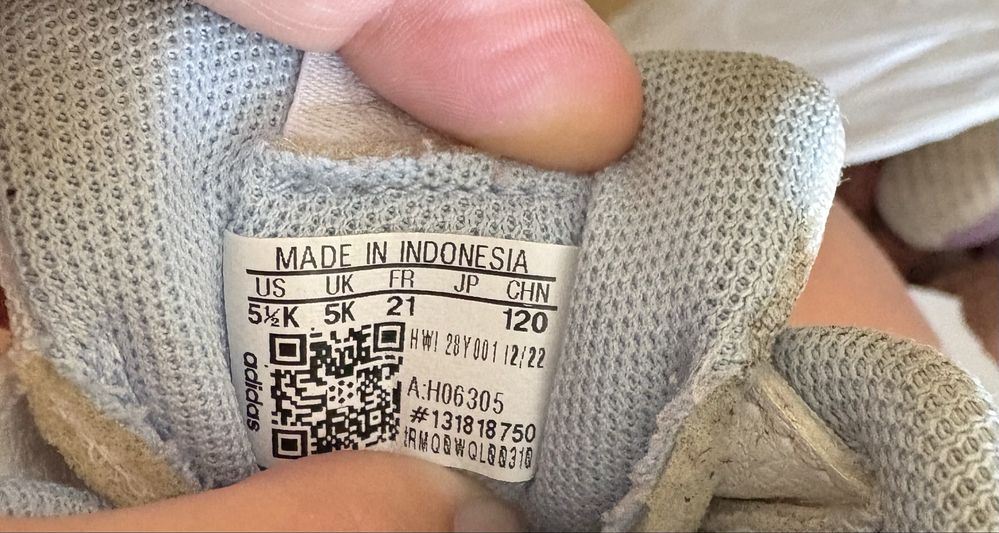 MADE IN INDONESIA
US UK FR JP CHN
5½K 5K 21 120
HWI 28Y001 12/22
A:H06305
#131818750
adidas